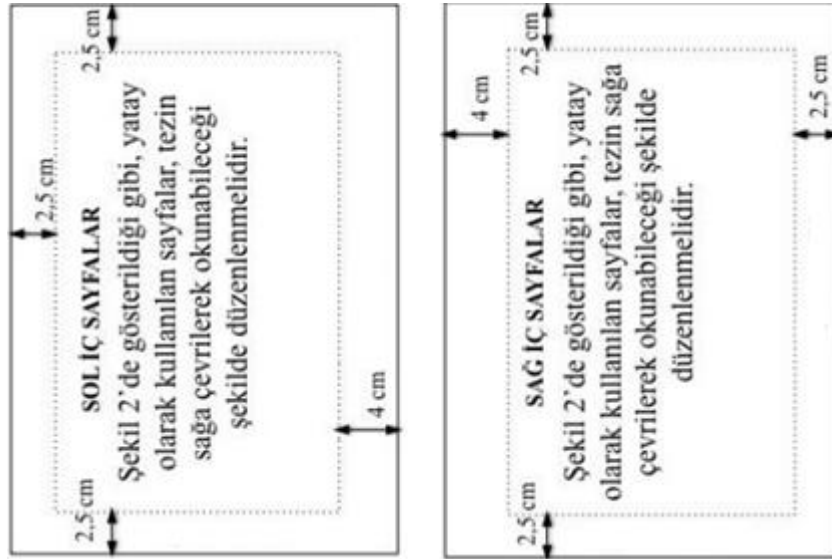 2,5 cm
2,5 cm
SOL İÇ SAYFALAR
Şekil 2’de gösterildiği gibi, yatay
olarak kullanılan sayfalar, tezin
sağa çevrilerek okunabileceği
şekilde düzenlenmelidir.
2,5 cm
4 cm
2,5 cm
4 cm
SAĞ İÇ SAYFALAR
Şekil 2’de gösterildiği gibi, yatay
olarak kullanılan sayfalar, tezin sağa
çevrilerek okunabileceği şekilde
düzenlenmelidir.
2,5 cm
2,5 cm